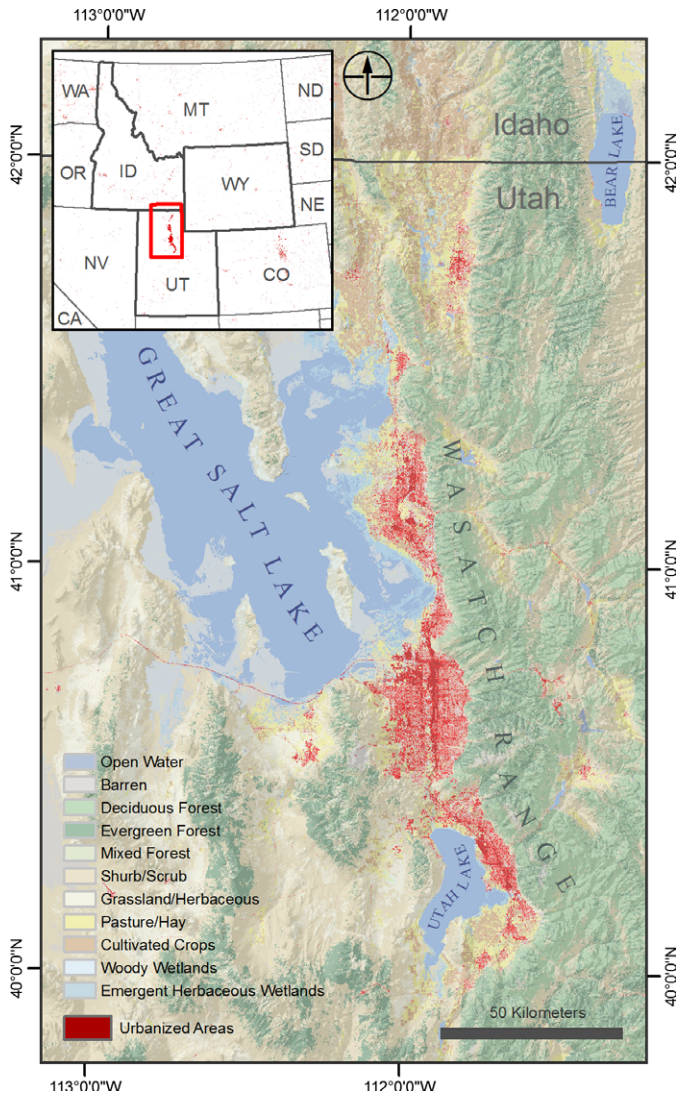 113°0'0"W
112°0'0"W
WA
MT
ND
OR
ID
SD
WY
NE
NV
UT
CO
CA
Idaho
Utah
BEAR LAKE
42°0'0"N
42°0'0"N
GREAT SALT LAKE
WASATCH RANGE
41°0'0"N
41°0'0"N
UTAH LAKE
Open Water
Barren
Deciduous Forest
Evergreen Forest
Mixed Forest
Shurb/Scrub
Grassland/Herbaceous
Pasture/Hay
Cultivated Crops
Woody Wetlands
Emergent Herbaceous Wetlands
Urbanized Areas
40°0'0"N
40°0'0"N
50 Kilometers
113°0'0"W
112°0'0"W